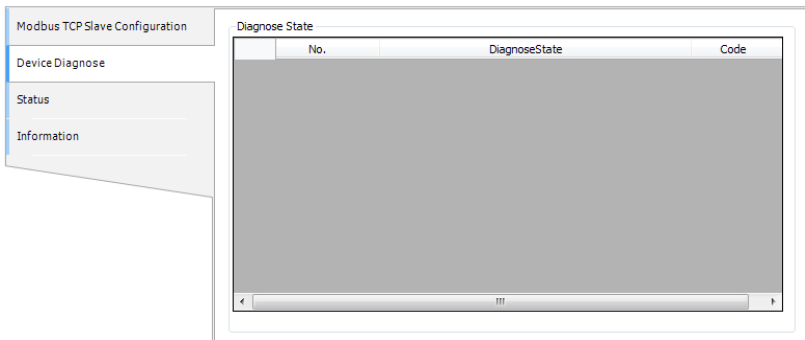 Modbus TCP Slave Configuration
Device Diagnose
Status
Information
Diagnose State
No. DiagnoseState Code